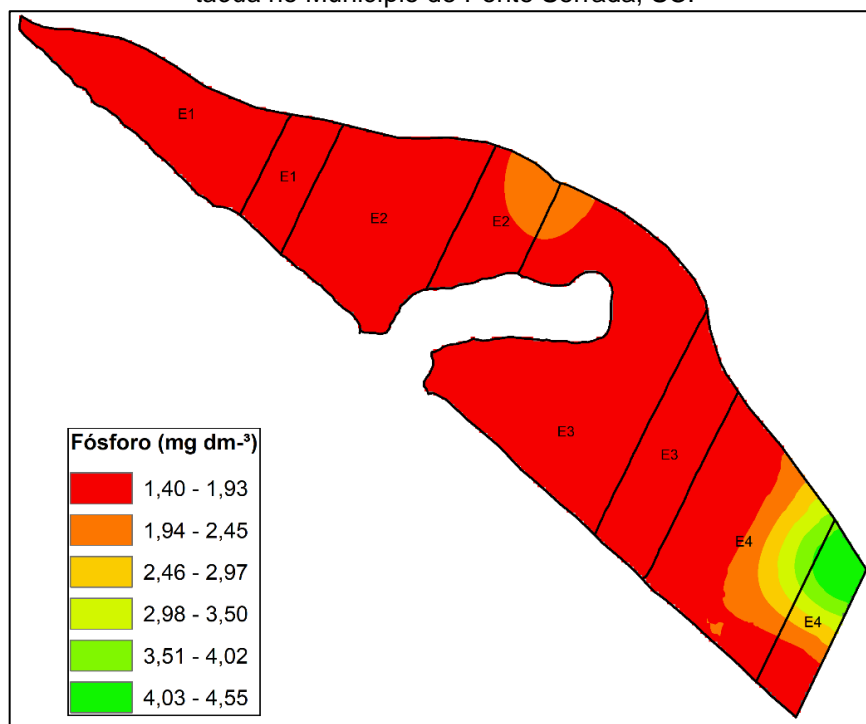 E1
E1
E2
E2
E3
E3
E4
E4
Fósforo (mg dm-³)
1,40 - 1,93
1,94 - 2,45
2,46 - 2,97
2,98 - 3,50
3,51 - 4,02
4,03 - 4,55